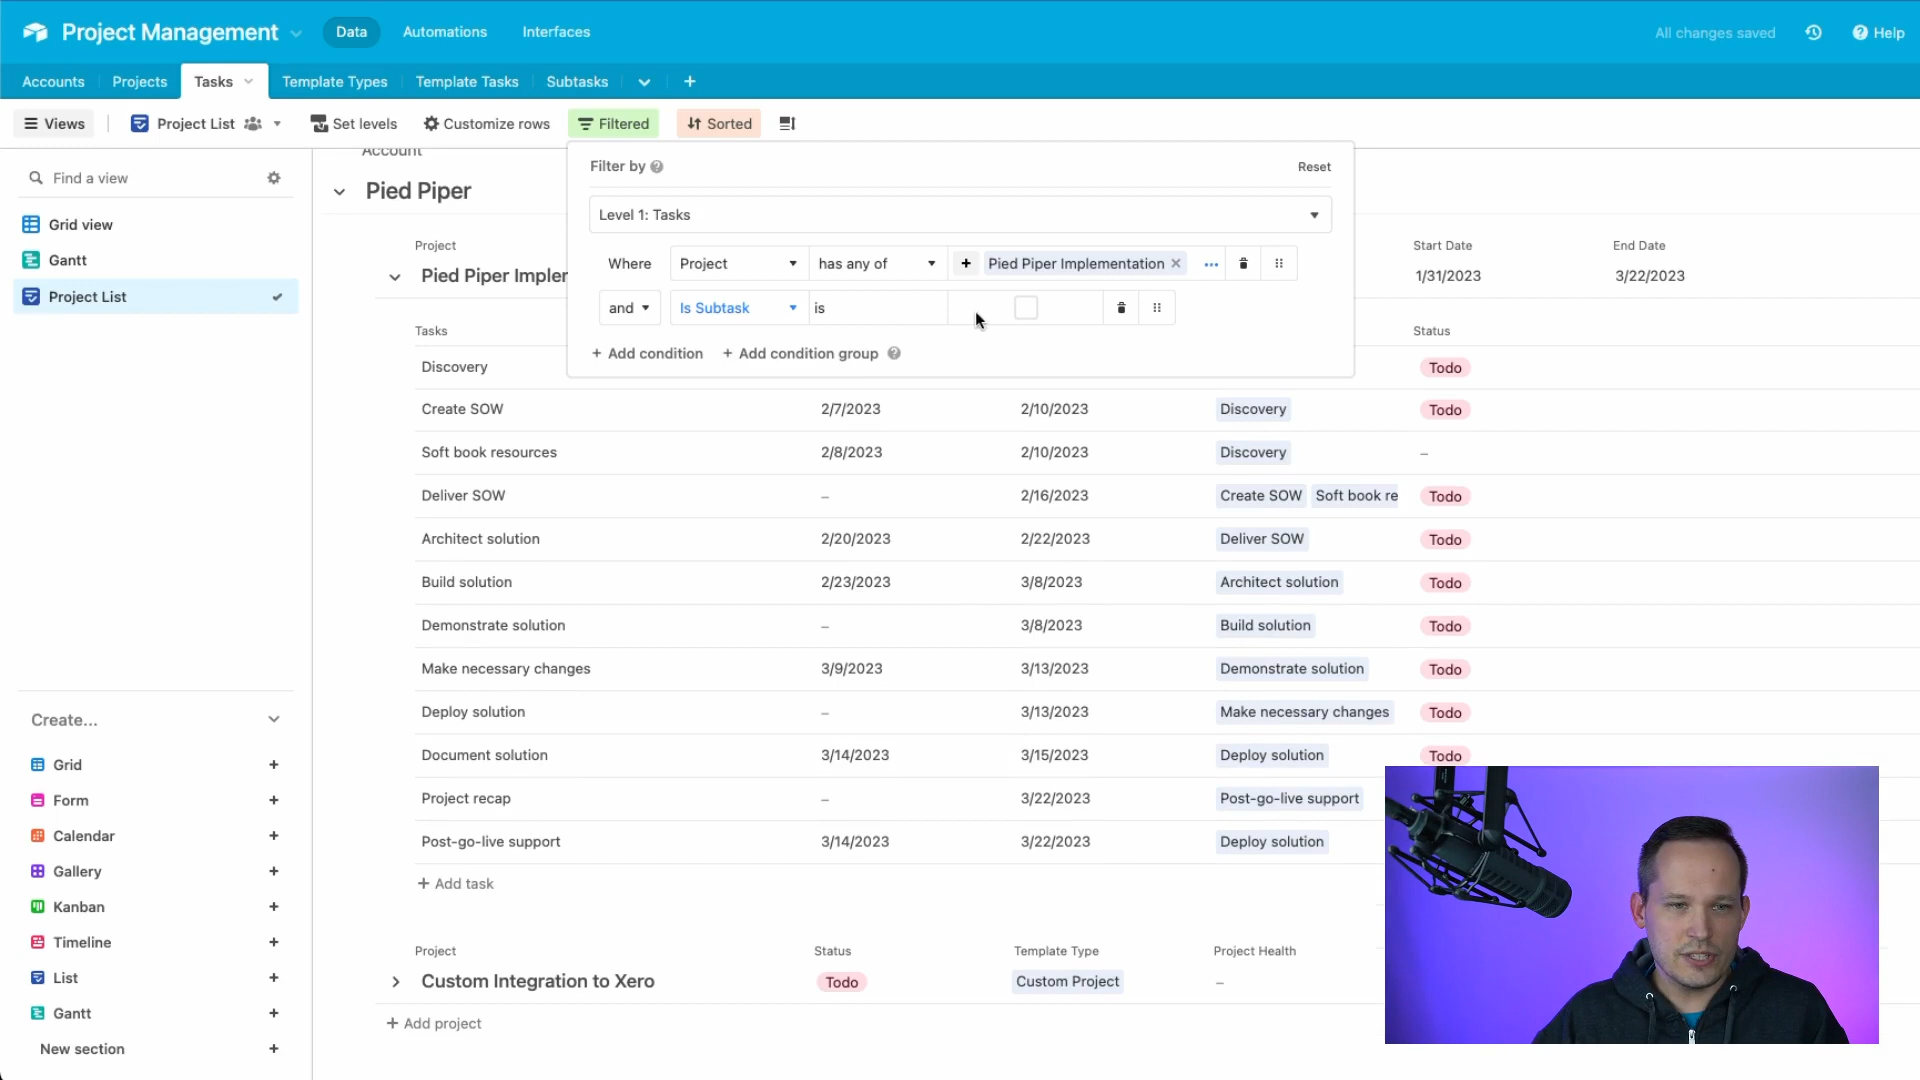 Project Management
Data
Automations
Interfaces
All changes saved
Help
Accounts
Projects
Tasks
Template Types
Template Tasks
Subtasks
Views
Project List
Set levels
Customize rows
Filtered
Sorted
Find a view
Grid view
Gantt
Project List
Account
Pied Piper
Filter by
Reset
Level 1: Tasks
Where Project has any of Pied Piper Implementation
and Is Subtask is
+ Add condition + Add condition group
Project Start Date End Date
Pied Piper Impler 1/31/2023 3/22/2023
Tasks Status
Discovery Todo
Create SOW 2/7/2023 2/10/2023 Discovery Todo
Soft book resources 2/8/2023 2/10/2023 Discovery –
Deliver SOW – 2/16/2023 Create SOW Soft book re Todo
Architect solution 2/20/2023 2/22/2023 Deliver SOW Todo
Build solution 2/23/2023 3/8/2023 Architect solution Todo
Demonstrate solution – 3/8/2023 Build solution Todo
Make necessary changes 3/9/2023 3/13/2023 Demonstrate solution Todo
Deploy solution – 3/13/2023 Make necessary changes Todo
Document solution 3/14/2023 3/15/2023 Deploy solution Todo
Project recap – 3/22/2023 Post-go-live support
Post-go-live support 3/14/2023 3/22/2023 Deploy solution
+ Add task
Project Status Template Type Project Health
Custom Integration to Xero Todo Custom Project –
+ Add project
Create...
Grid
Form
Calendar
Gallery
Kanban
Timeline
List
Gantt
New section